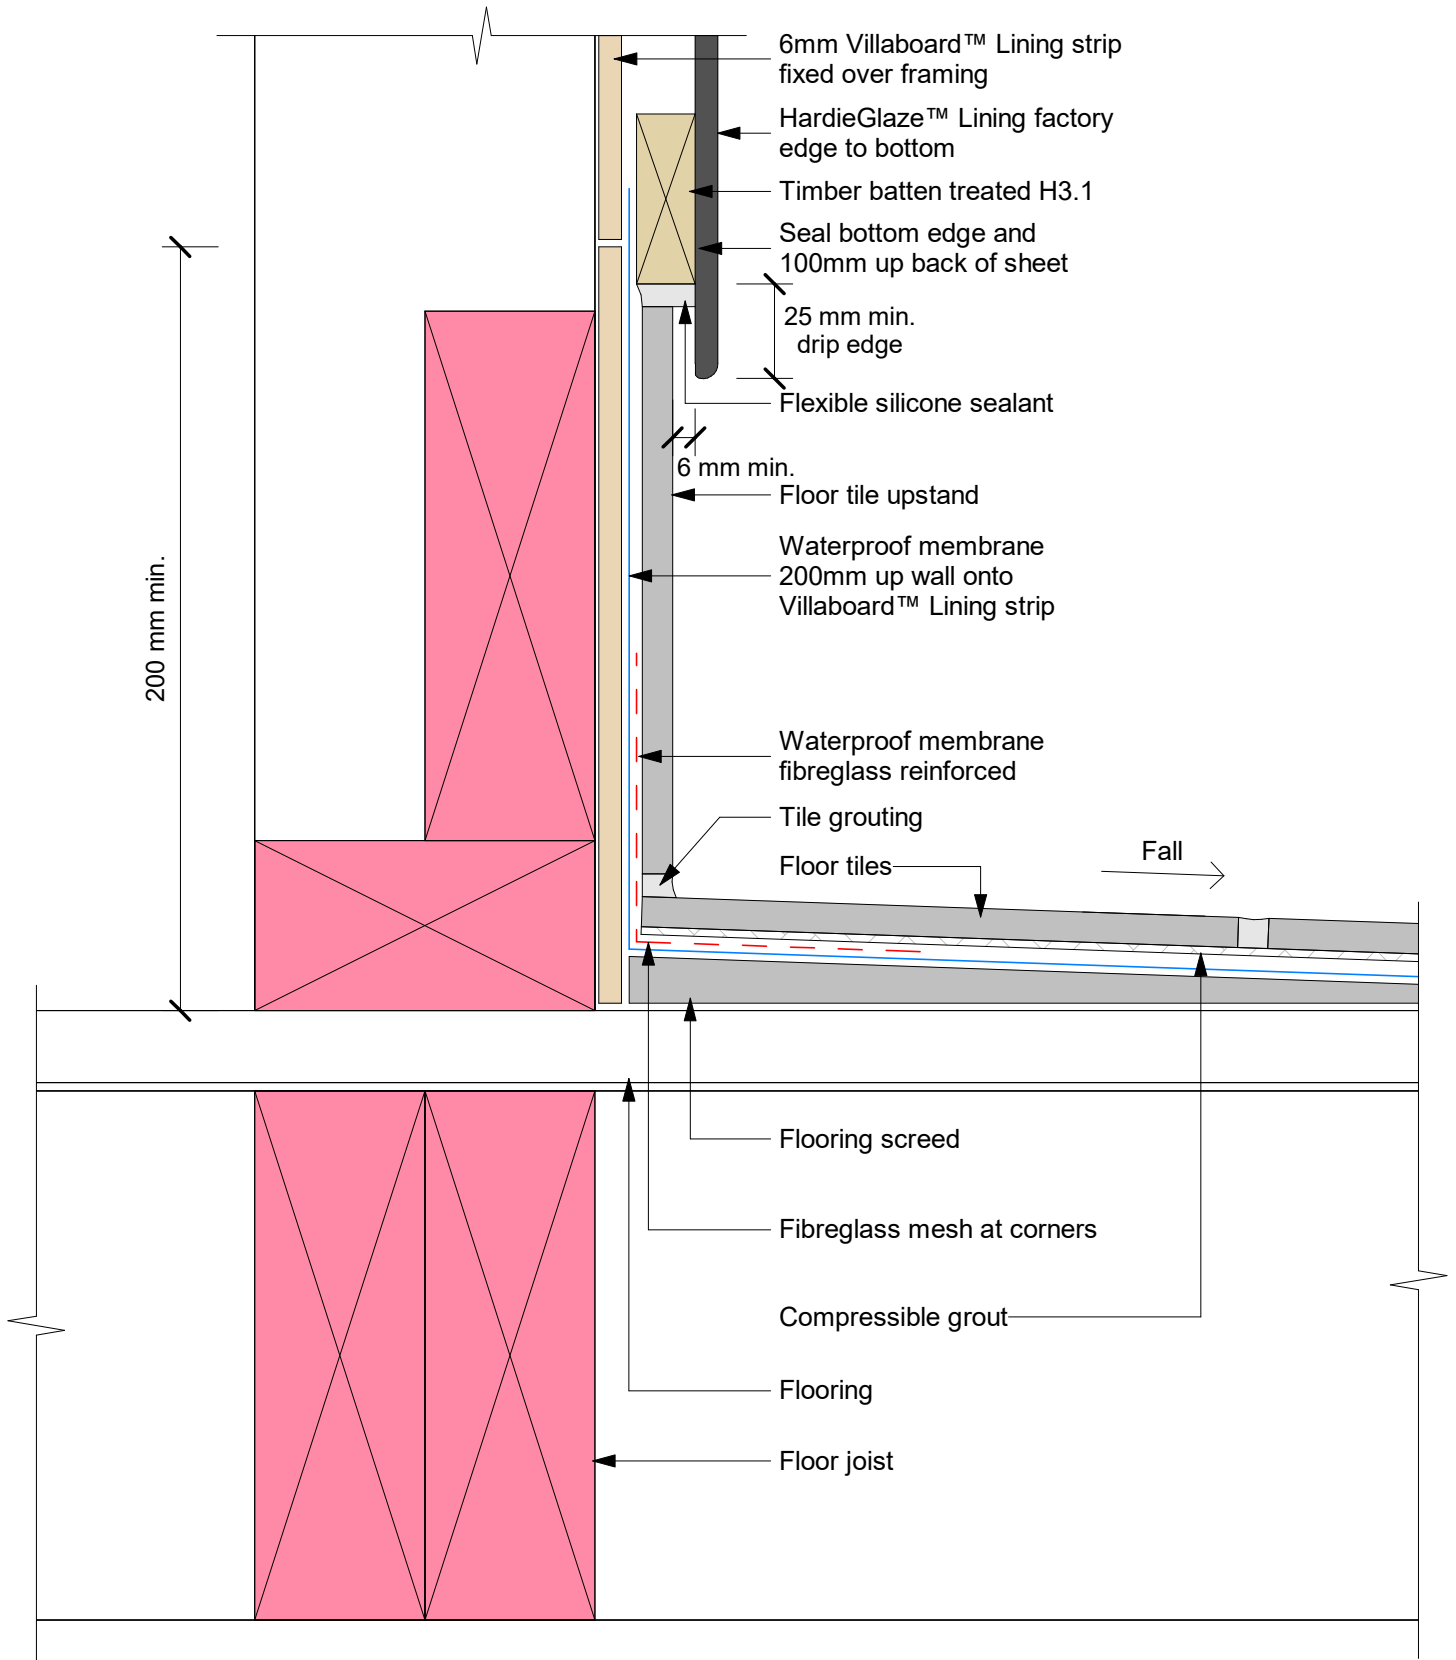 6mm Villaboard™ Lining strip
fixed over framing
HardieGlaze™ Lining factory
edge to bottom
Timber batten treated H3.1
Seal bottom edge and
100mm up back of sheet
25 mm min.
drip edge
Flexible silicone sealant
6 mm min.
Floor tile upstand
Waterproof membrane
200mm up wall onto
Villaboard™ Lining strip
200 mm min.
Waterproof membrane
fibreglass reinforced
Tile grouting
Floor tiles
Fall
Flooring screed
Fibreglass mesh at corners
Compressible grout
Flooring
Floor joist